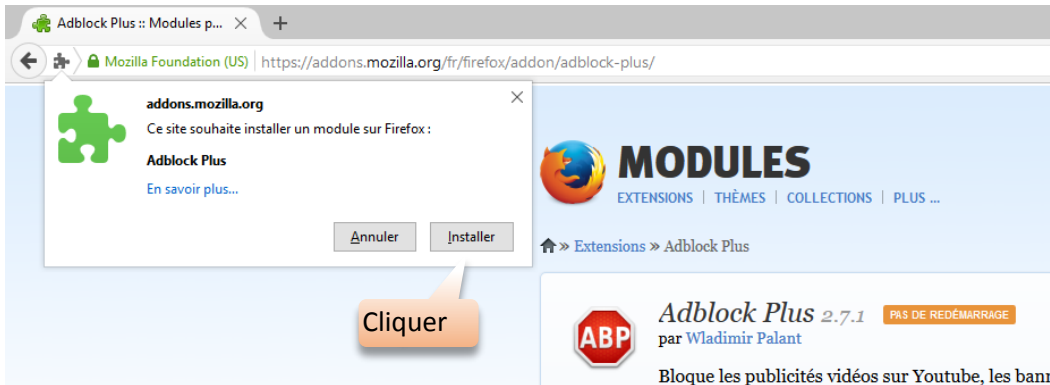 Adblock Plus :: Modules p...
Mozilla Foundation (US) https://addons.mozilla.org/fr/firefox/addon/adblock-plus/
addons.mozilla.org
Ce site souhaite installer un module sur Firefox :
Adblock Plus
En savoir plus...
Annuler Installer
Cliquer
MODULES
EXTENSIONS | THÈMES | COLLECTIONS | PLUS ...
» Extensions » Adblock Plus
ABP
Adblock Plus 2.7.1 PAS DE REDÉMARRAGE
par Wladimir Palant
Bloque les publicités vidéos sur Youtube, les